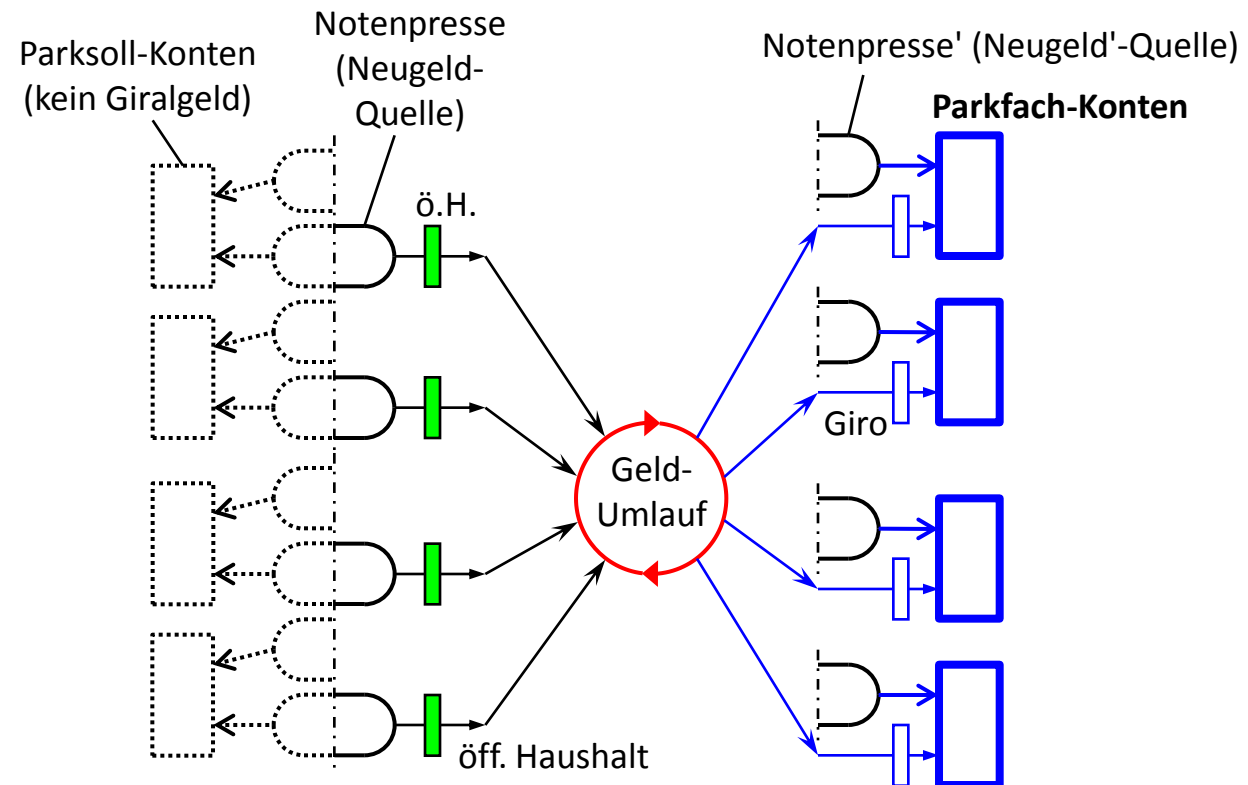 Parksoll-Konten
(kein Giralgeld)
Notenpresse
(Neugeld-
Quelle)
Notenpresse' (Neugeld'-Quelle)
Parkfach-Konten
ö.H.
Giro
Geld-
Umlauf
öff. Haushalt